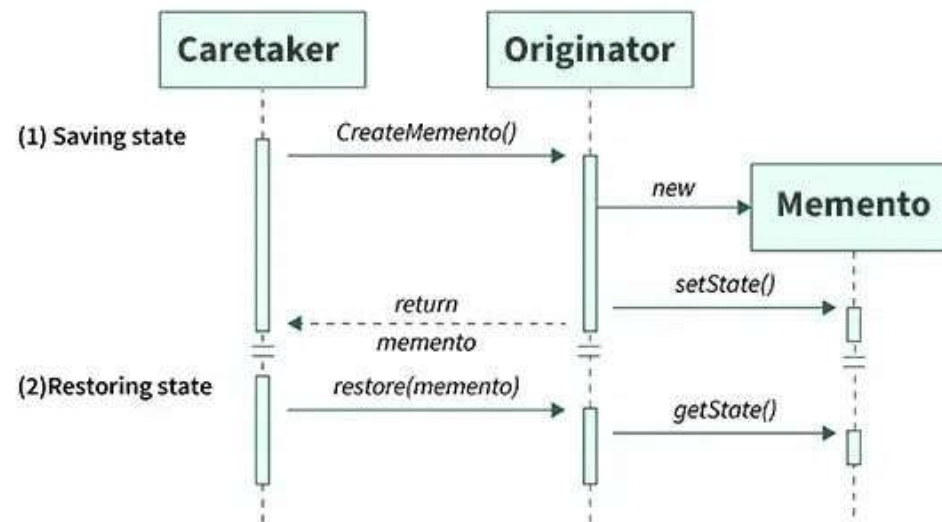 Caretaker
Originator
(1) Saving state
CreateMemento()
new
Memento
setState()
return
memento
(2)Restoring state
restore(memento)
getState()